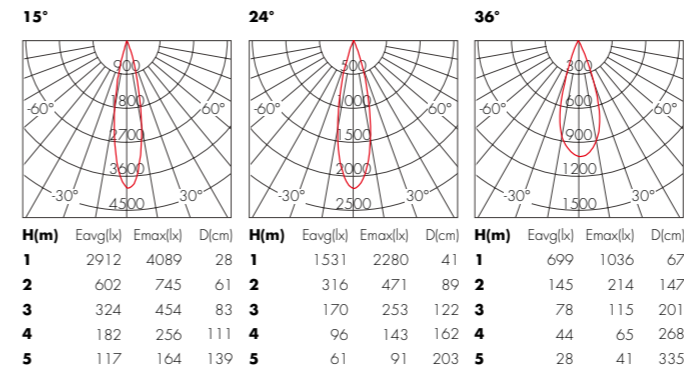 15° 24° 36°
900 500 300
1800 1000 600
-60° 60° -60° 60° -60° 60°
2700 1500 900
3600 2000 1200
-30° 30° -30° 30° -30° 30°
4500 2500 1500
H(m) Eavg(lx) Emax(lx) D(cm) H(m) Eavg(lx) Emax(lx) D(cm) H(m) Eavg(lx) Emax(lx) D(cm)
1 2912 4089 28 1 1531 2280 41 1 699 1036 67
2 602 745 61 2 316 471 89 2 145 214 147
3 324 454 83 3 170 253 122 3 78 115 201
4 182 256 111 4 96 143 162 4 44 65 268
5 117 164 139 5 61 91 203 5 28 41 335